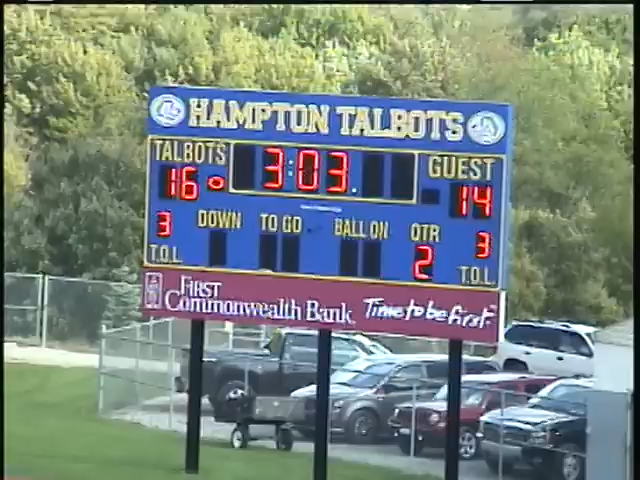 HAMPTON TALBOTS
TALBOTS 3:03 GUEST
16 14
DOWN TO GO BALL ON QTR
3 2 3
T.O.L. T.O.L.
FIRST
Commonwealth Bank. Time to be first.